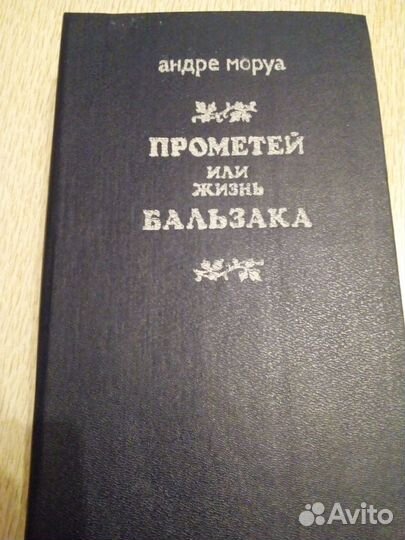 андре моруа
ПРОМЕТЕЙ
ИЛИ
ЖИЗНЬ
БАЛЬЗАКА
Avito